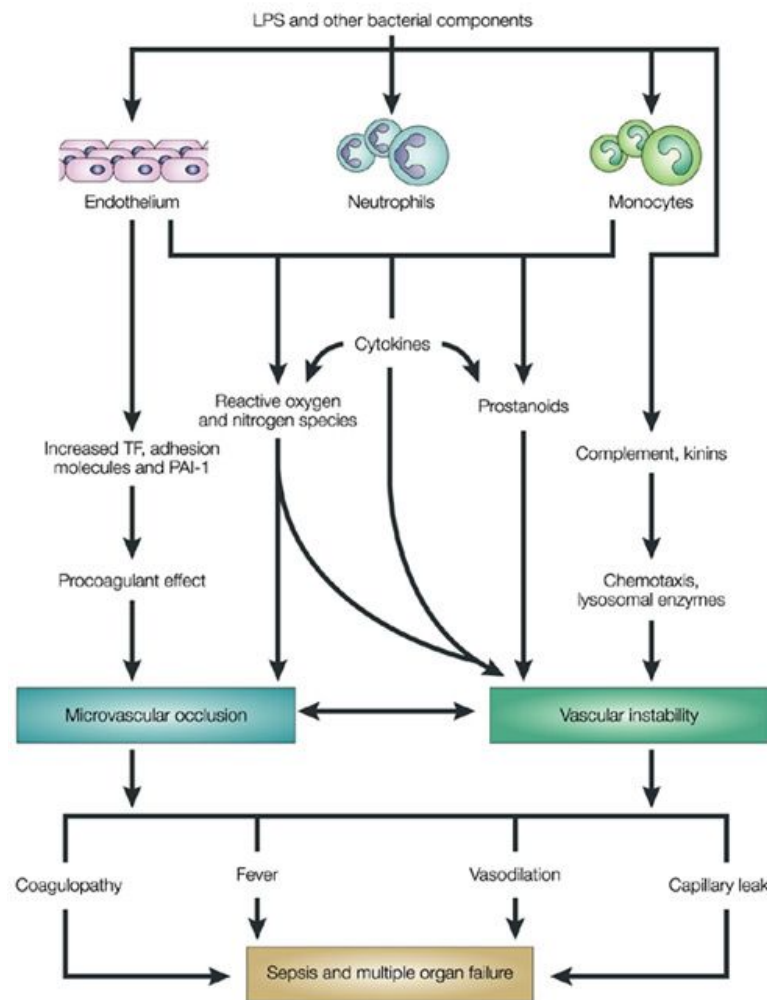 LPS and other bacterial components
Endothelium
Neutrophils
Monocytes
Cytokines
Reactive oxygen
and nitrogen species
Prostanoids
Increased TF, adhesion
molecules and PAI-1
Complement, kinins
Procoagulant effect
Chemotaxis,
lysosomal enzymes
Microvascular occlusion
Vascular instability
Coagulopathy
Fever
Vasodilation
Capillary leak
Sepsis and multiple organ failure